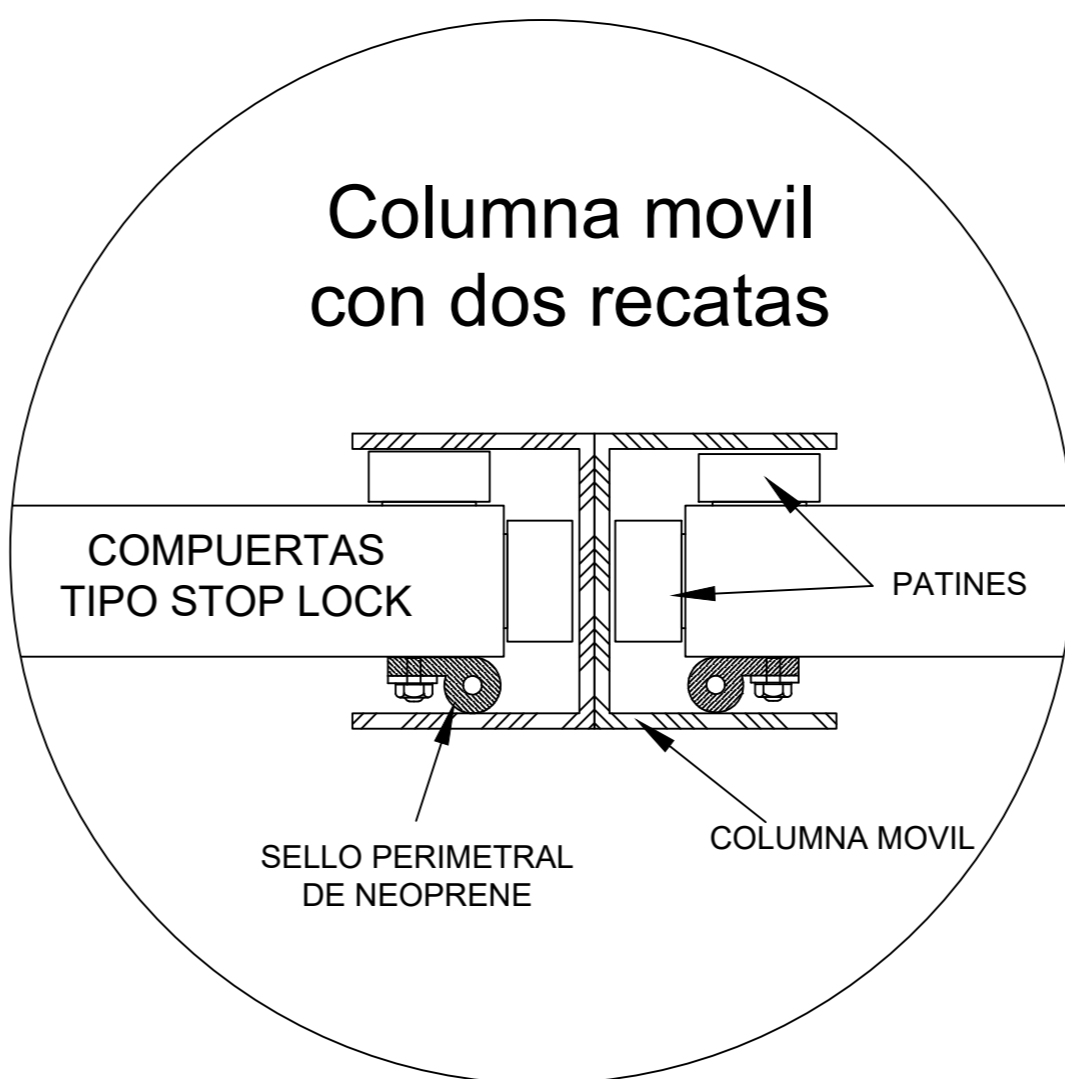 Columna movil
con dos recatas
COMPUERTAS
TIPO STOP LOCK
PATINES
SELLO PERIMETRAL
DE NEOPRENE
COLUMNA MOVIL